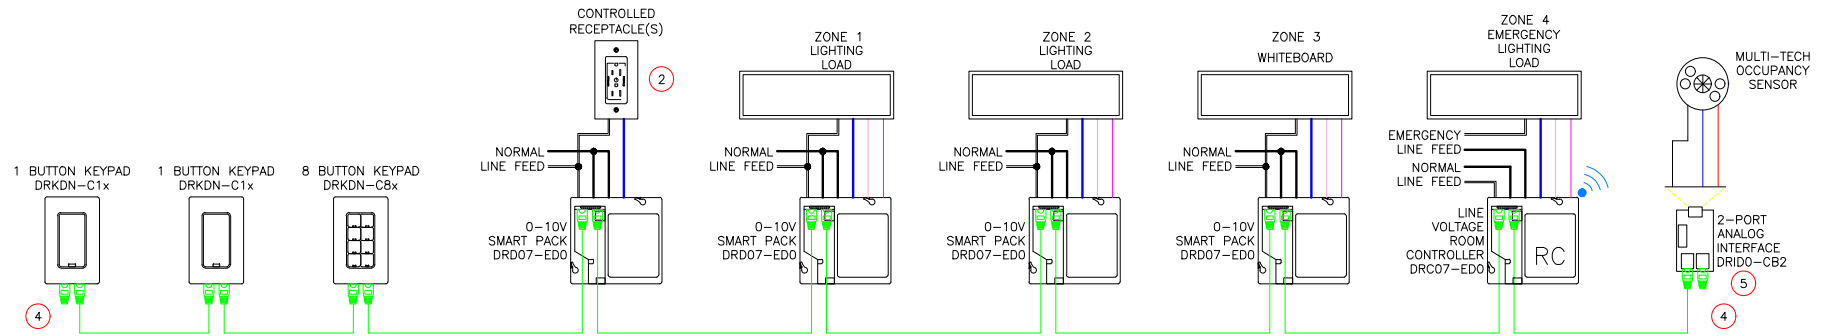 CONTROLLED
RECEPTACLE(S)
2
ZONE 1
LIGHTING
LOAD
ZONE 2
LIGHTING
LOAD
ZONE 3
WHITEBOARD
ZONE 4
EMERGENCY
LIGHTING
LOAD
MULTI-TECH
OCCUPANCY
SENSOR
1 BUTTON KEYPAD
DRKDN-C1x
1 BUTTON KEYPAD
DRKDN-C1x
8 BUTTON KEYPAD
DRKDN-C8x
NORMAL
LINE FEED
NORMAL
LINE FEED
NORMAL
LINE FEED
NORMAL
LINE FEED
EMERGENCY
LINE FEED
NORMAL
LINE FEED
0-10V
SMART PACK
DRD07-ED0
0-10V
SMART PACK
DRD07-ED0
0-10V
SMART PACK
DRD07-ED0
0-10V
SMART PACK
DRD07-ED0
LINE
VOLTAGE
ROOM
CONTROLLER
DRC07-ED0
RC
2-PORT
ANALOG
INTERFACE
DRID0-CB2
5
4
4